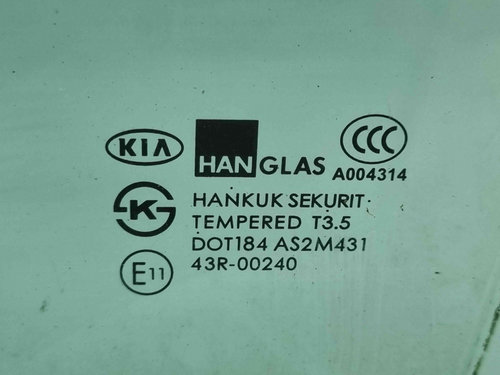 KIA HANGLAS CCC
A004314
K HANKUK SEKURIT
TEMPERED T3.5
DOT184 AS2M431
E11 43R-00240